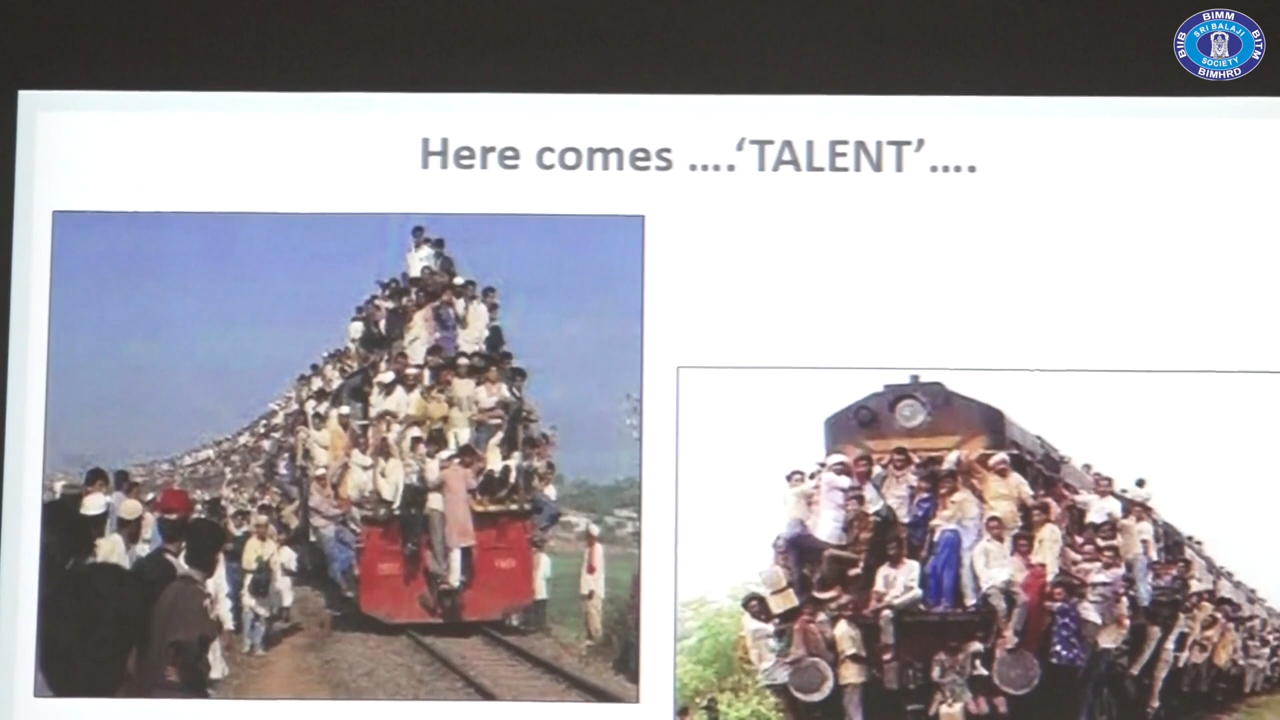 Here comes ....‘TALENT’....
BIMM
BIIB
SRI BALAJI
BITM
SOCIETY
BIMHRD